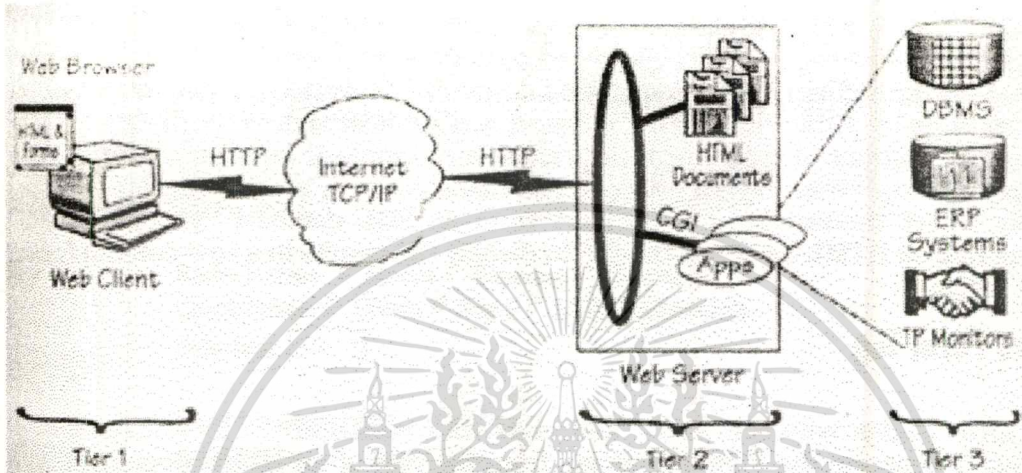 Web Browser
HTML &
Forms
Web Client
HTTP
Internet
TCP/IP
HTTP
HTML
Documents
CGI
Apps
Web Server
DBMS
ERP
Systems
TP Monitors
Tier 1
Tier 2
Tier 3